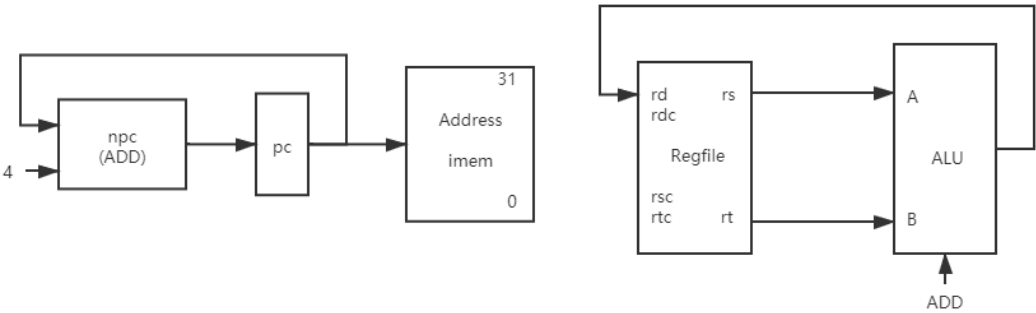 4
npc
(ADD)
pc
31
Address
imem
0
rd rs
rdc
Regfile
rsc
rtc rt
A
ALU
B
ADD